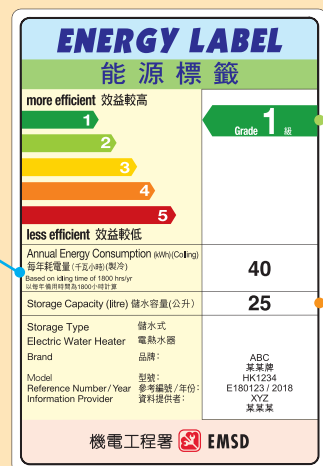 ENERGY LABEL
能源標籤
more efficient 效益較高
1
2
3
4
5
Grade 1 級
less efficient 效益較低
Annual Energy Consumption (kWh)(Colling)
每年耗電量(千瓦小時)(製冷)
Based on idling time of 1800 hrs/yr
以每年備用時間為1800小時計算
40
Storage Capacity (litre) 儲水容量(公升)
25
Storage Type 儲水式
Electric Water Heater 電熱水器
Brand 品牌: ABC
某某牌
Model 型號: HK1234
Reference Number/Year 參考編號/年份: E180123 / 2018
Information Provider 資料提供者: XYZ
某某某
機電工程署 EMSD